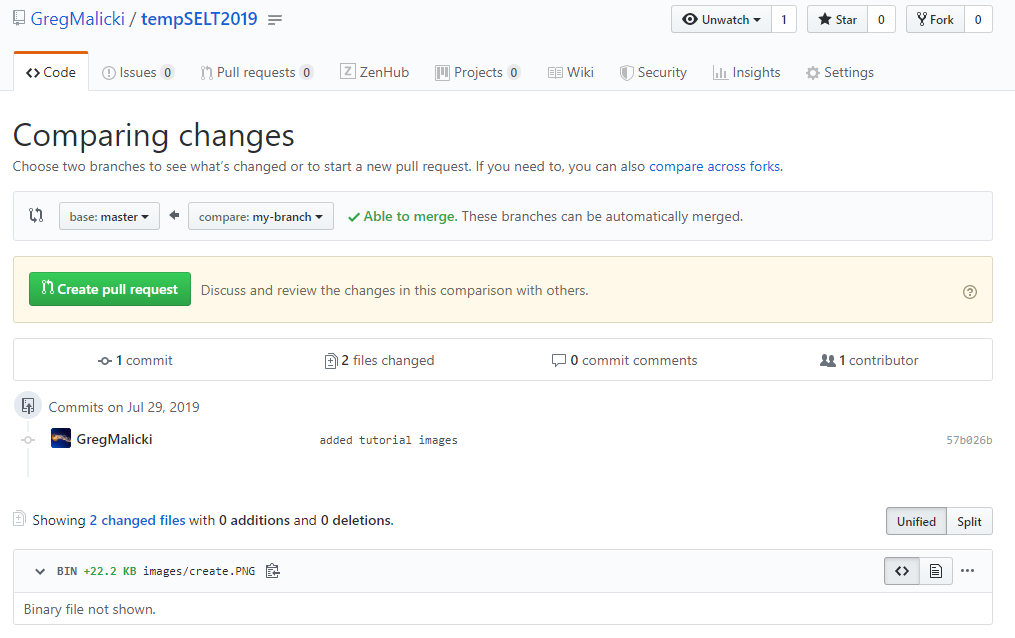 GregMalicki / tempSELT2019
Unwatch 1 Star 0 Fork 0
Code Issues 0 Pull requests 0 ZenHub Projects 0 Wiki Security Insights Settings
Comparing changes
Choose two branches to see what's changed or to start a new pull request. If you need to, you can also compare across forks.
base: master compare: my-branch Able to merge. These branches can be automatically merged.
Create pull request Discuss and review the changes in this comparison with others.
1 commit 2 files changed 0 commit comments 1 contributor
Commits on Jul 29, 2019
GregMalicki added tutorial images 57b026b
Showing 2 changed files with 0 additions and 0 deletions. Unified Split
BIN +22.2 KB images/create.PNG
Binary file not shown.